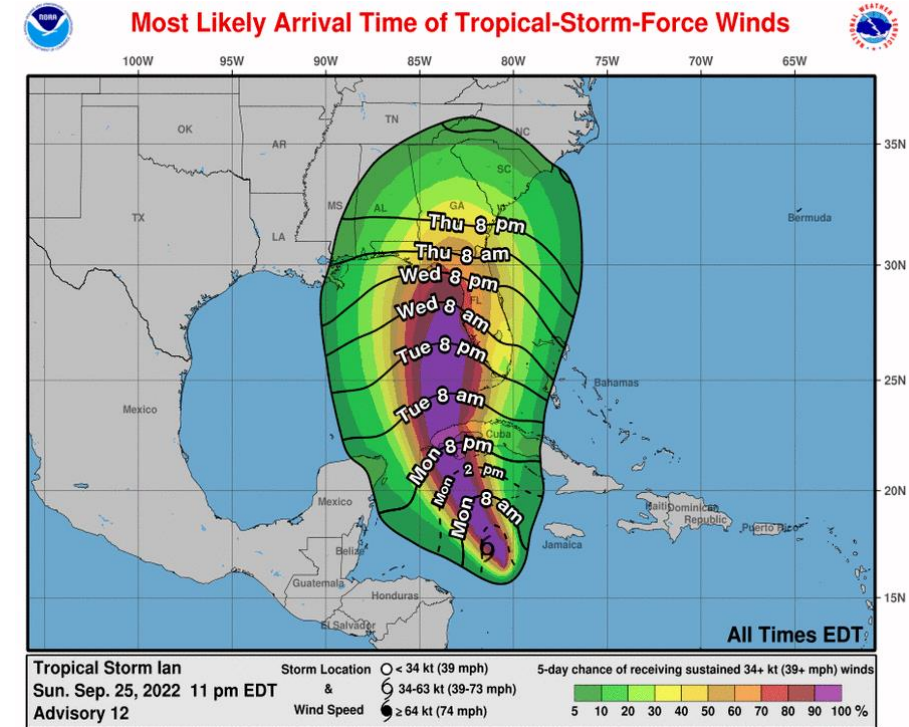 NOAA
Most Likely Arrival Time of Tropical-Storm-Force Winds
NATIONAL WEATHER SERVICE
100W 95W 90W 85W 80W 75W 70W 65W
TN
NC
OK
AR
35N
SC
MS AL GA
TX
Thu 8 pm
Bermuda
LA
Thu 8 am
30N
Wed 8 pm
FL
Wed 8 am
Tue 8 pm
25N
Bahamas
Tue 8 am
Mexico
Cuba
Mon 8 pm
Mon 2 pm
20N
Mexico
Mon 8 am
Haiti Dominican
Republic
Puerto Rico
Jamaica
Belize
Guatemala
Honduras
15N
El Salvador
All Times EDT
Tropical Storm Ian
Sun. Sep. 25, 2022 11 pm EDT
Advisory 12
Storm Location
&
Wind Speed
< 34 kt (39 mph)
34-63 kt (39-73 mph)
≥ 64 kt (74 mph)
5-day chance of receiving sustained 34+ kt (39+ mph) winds
5 10 20 30 40 50 60 70 80 90 100 %